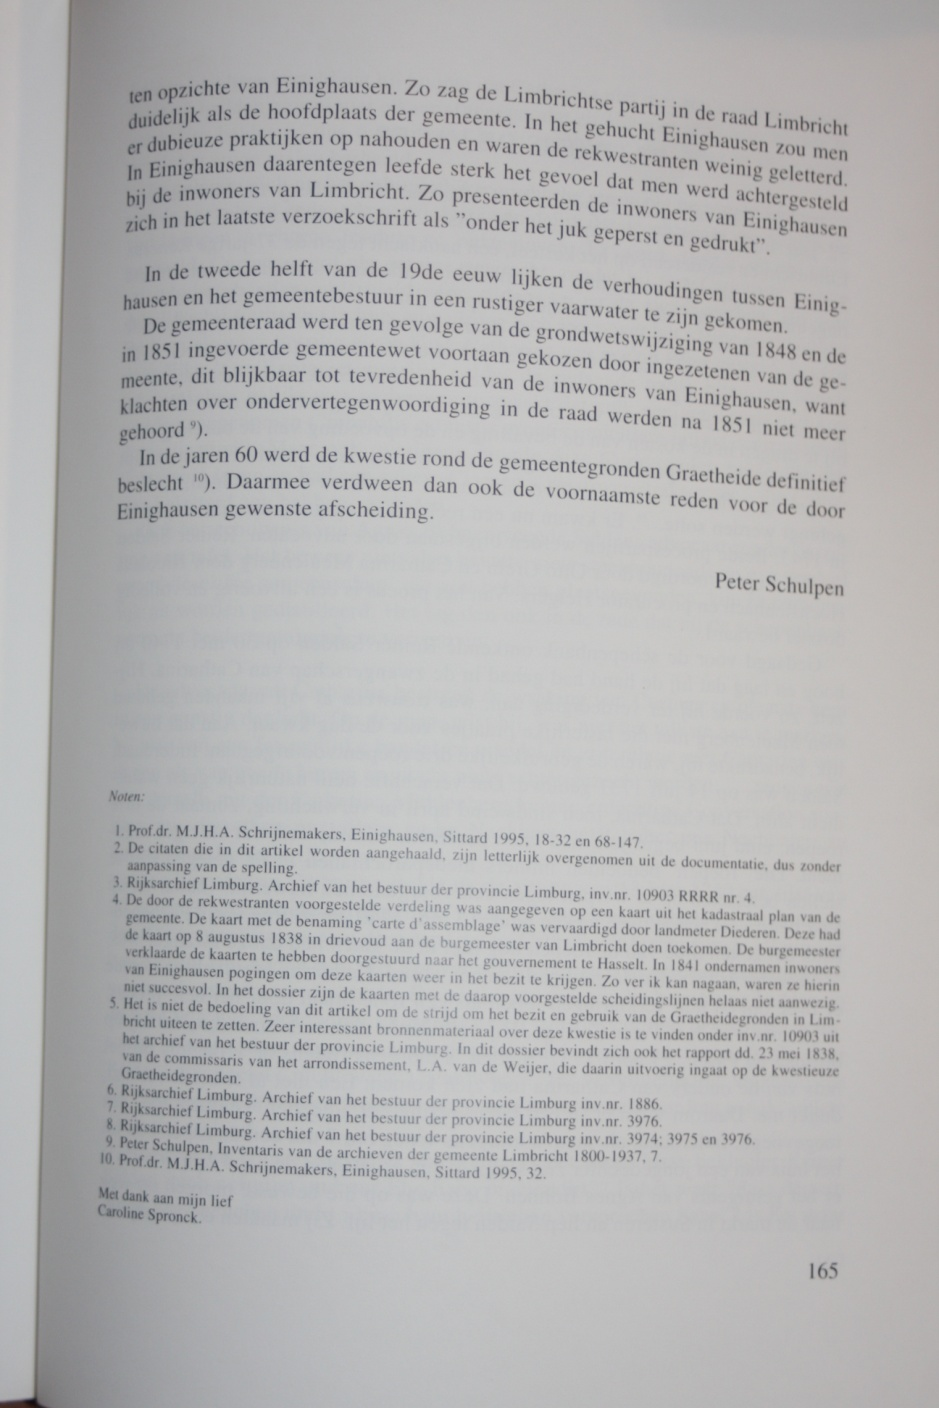 ten opzichte van Einighausen. Zo zag de Limbrichtse partij in de raad Limbricht
duidelijk als de hoofdplaats der gemeente. In het gehucht Einighausen zou men
er dubieuze praktijken op nahouden en waren de rekwestranten weinig geletterd.
In Einighausen daarentegen leefde sterk het gevoel dat men werd achtergesteld
bij de inwoners van Limbricht. Zo presenteerden de inwoners van Einighausen
zich in het laatste verzoekschrift als ”onder het juk geperst en gedrukt”.
In de tweede helft van de 19de eeuw lijken de verhoudingen tussen Einig-
hausen en het gemeentebestuur in een rustiger vaarwater te zijn gekomen.
De gemeenteraad werd ten gevolge van de grondwetswijziging van 1848 en de
in 1851 ingevoerde gemeentewet voortaan gekozen door ingezetenen van de ge-
meente, dit blijkbaar tot tevredenheid van de inwoners van Einighausen, want
klachten over ondervertegenwoordiging in de raad werden na 1851 niet meer
gehoord ⁹).
In de jaren 60 werd de kwestie rond de gemeentegronden Graetheide definitief
beslecht ¹⁰). Daarmee verdween dan ook de voornaamste reden voor de door
Einighausen gewenste afscheiding.
Peter Schulpen
Noten:
1. Prof.dr. M.J.H.A. Schrijnemakers, Einighausen, Sittard 1995, 18-32 en 68-147.
2. De citaten die in dit artikel worden aangehaald, zijn letterlijk overgenomen uit de documentatie, dus zonder
aanpassing van de spelling.
3. Rijksarchief Limburg. Archief van het bestuur der provincie Limburg, inv.nr. 10903 RRRR nr. 4.
4. De door de rekwestranten voorgestelde verdeling was aangegeven op een kaart uit het kadastraal plan van de
gemeente. De kaart met de benaming 'carte d'assemblage' was vervaardigd door landmeter Diederen. Deze had
de kaart op 8 augustus 1838 in drievoud aan de burgemeester van Limbricht doen toekomen. De burgemeester
verklaarde de kaarten te hebben doorgestuurd naar het gouvernement te Hasselt. In 1841 ondernamen inwoners
van Einighausen pogingen om deze kaarten weer in het bezit te krijgen. Zo ver ik kan nagaan, waren ze hierin
niet succesvol. In het dossier zijn de kaarten met de daarop voorgestelde scheidingslijnen helaas niet aanwezig.
5. Het is niet de bedoeling van dit artikel om de strijd om het bezit en gebruik van de Graetheidegronden in Lim-
bricht uiteen te zetten. Zeer interessant bronnenmateriaal over deze kwestie is te vinden onder inv.nr. 10903 uit
het archief van het bestuur der provincie Limburg. In dit dossier bevindt zich ook het rapport dd. 23 mei 1838,
van de commissaris van het arrondissement, L.A. van de Weijer, die daarin uitvoerig ingaat op de kwestieuze
Graetheidegronden.
6. Rijksarchief Limburg. Archief van het bestuur der provincie Limburg inv.nr. 1886.
7. Rijksarchief Limburg. Archief van het bestuur der provincie Limburg inv.nr. 3976.
8. Rijksarchief Limburg. Archief van het bestuur der provincie Limburg inv.nr. 3974; 3975 en 3976.
9. Peter Schulpen, Inventaris van de archieven der gemeente Limbricht 1800-1937, 7.
10. Prof.dr. M.J.H.A. Schrijnemakers, Einighausen, Sittard 1995, 32.
Met dank aan mijn lief
Caroline Spronck.
165